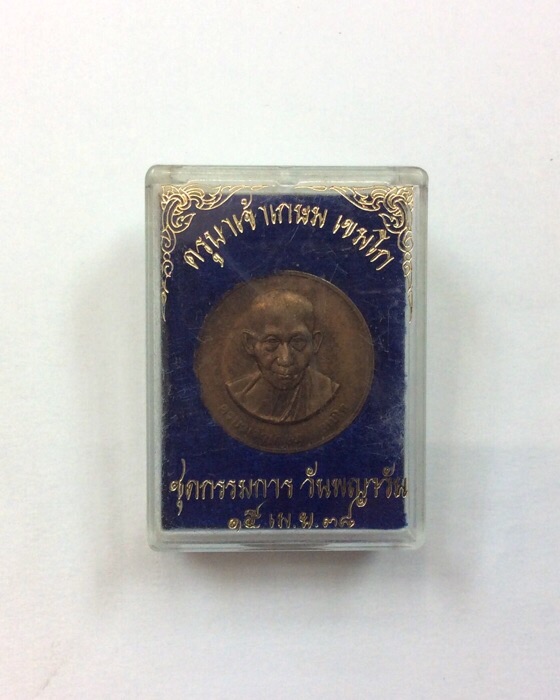 ครูบาเจ้าเกษม เขมโก
ชุดกรรมการ วันพญาวัน
๑๕ เม.ย.๓๘